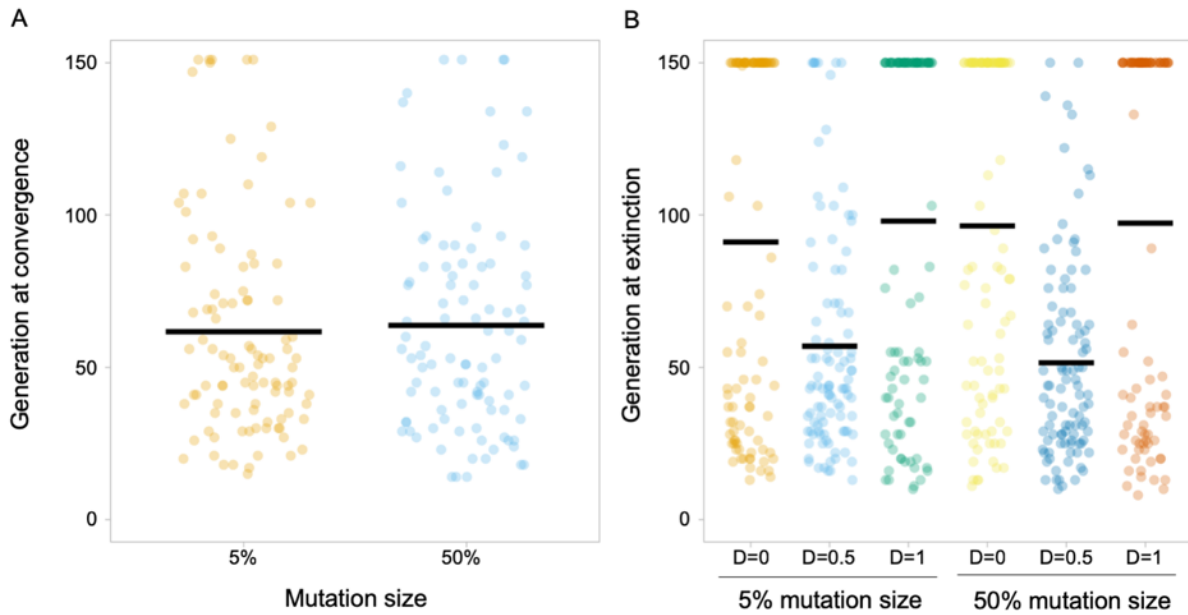 A
Generation at convergence
150
100
50
0
5%
50%
Mutation size
B
Generation at extinction
150
100
50
0
D=0 D=0.5 D=1 D=0 D=0.5 D=1
5% mutation size 50% mutation size